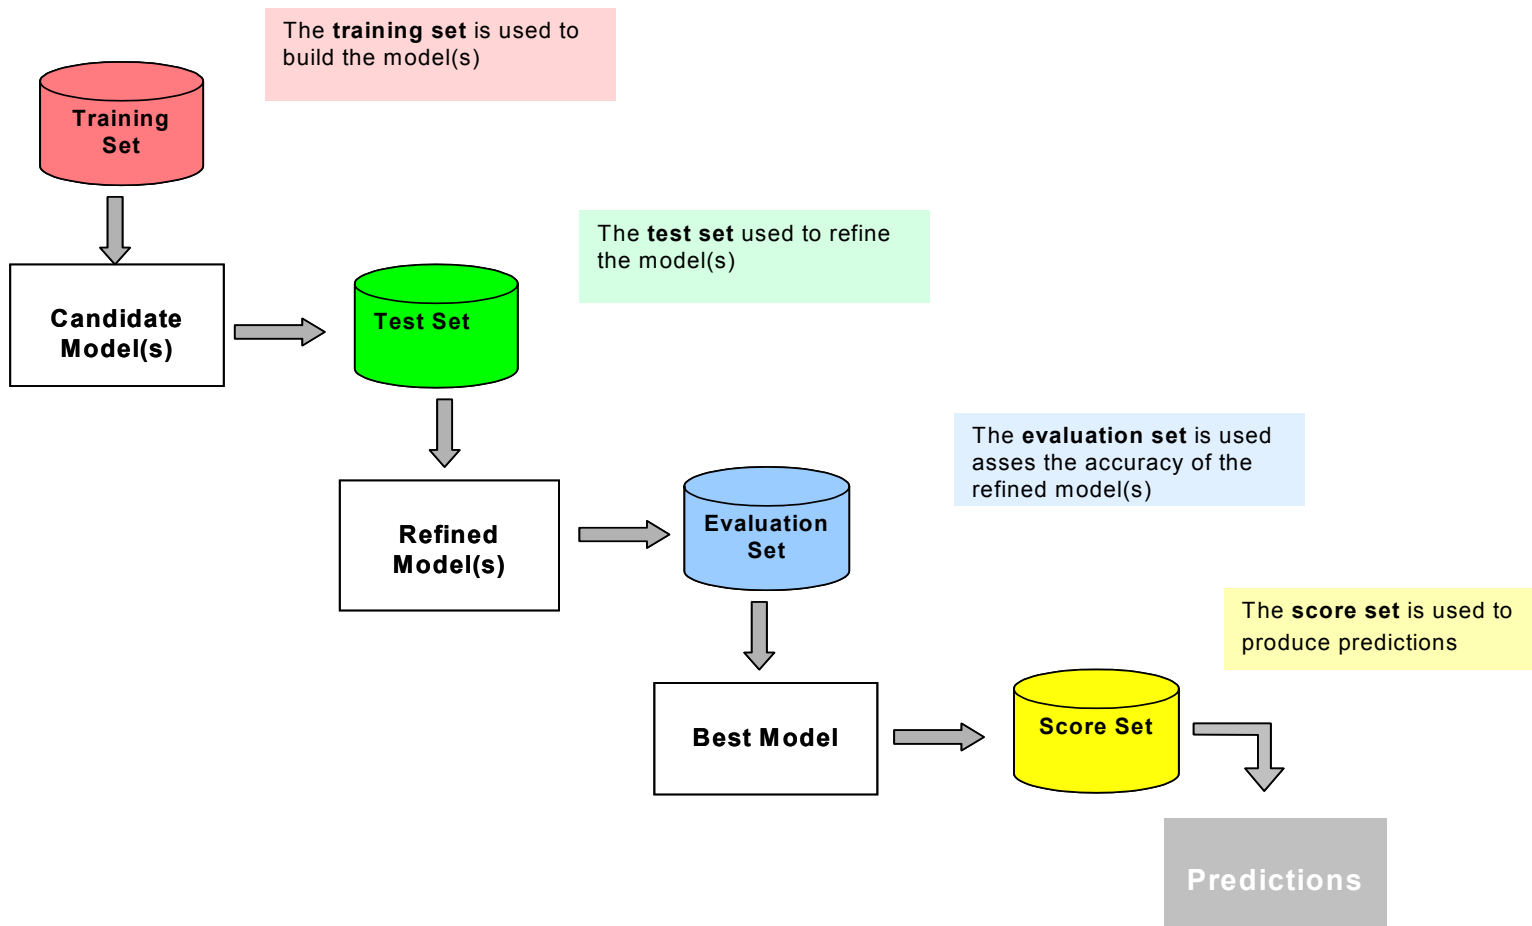 The training set is used to
build the model(s)
Training
Set
The test set used to refine
the model(s)
Candidate
Model(s)
Test Set
The evaluation set is used
asses the accuracy of the
refined model(s)
Refined
Model(s)
Evaluation
Set
The score set is used to
produce predictions
Best Model
Score Set
Predictions